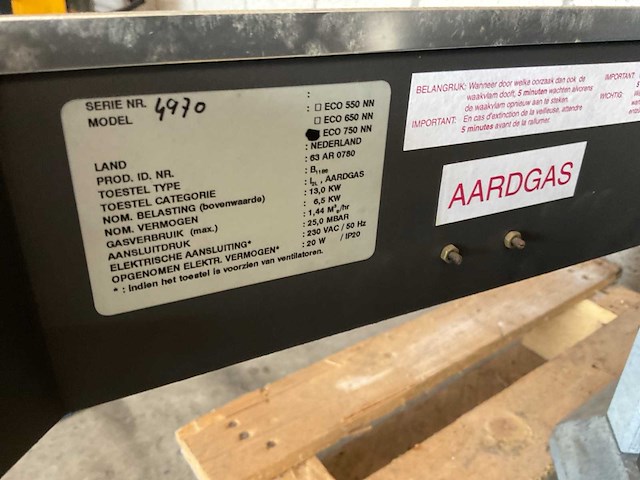 SERIE NR. 4970 :
MODEL : ☐ ECO 550 NN
☐ ECO 650 NN
ECO 750 NN
LAND : NEDERLAND
PROD. ID. NR. : 63 AR 0780
TOESTEL TYPE
TOESTEL CATEGORIE : I2L, AARDGAS
NOM. BELASTING (bovenwaarde) : 13,0 KW
NOM. VERMOGEN : 6,5 KW
GASVERBRUIK (max.) : 1,44 M³n/hr
AANSLUITDRUK : 25,0 MBAR
ELEKTRISCHE AANSLUITING* : 230 VAC / 50 Hz
OPGENOMEN ELEKTR. VERMOGEN* : 20 W / IP20
* : Indien het toestel is voorzien van ventilatoren.
BELANGRIJK: Wanneer door welke oorzaak dan ook de
waakvlam dooft, 5 minuten wachten alvorens
de waakvlam opnieuw aan te steken.
IMPORTANT: En cas d'extinction de la veilleuse, attendre
5 minutes avant de la rallumer.
IMPORTANT:
WICHTIG:
AARDGAS